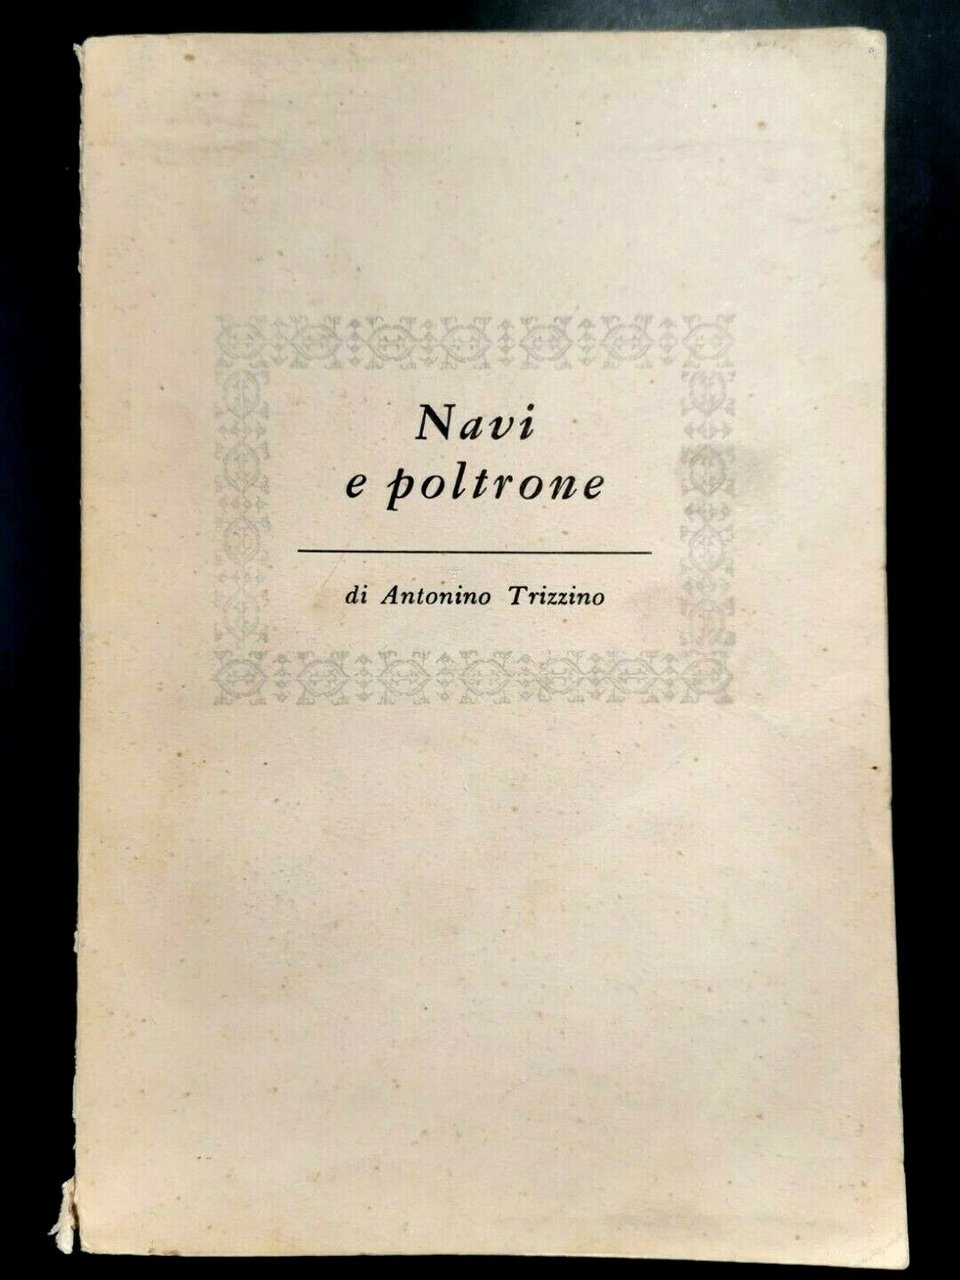 Navi
e poltrone
di Antonino Trizzino